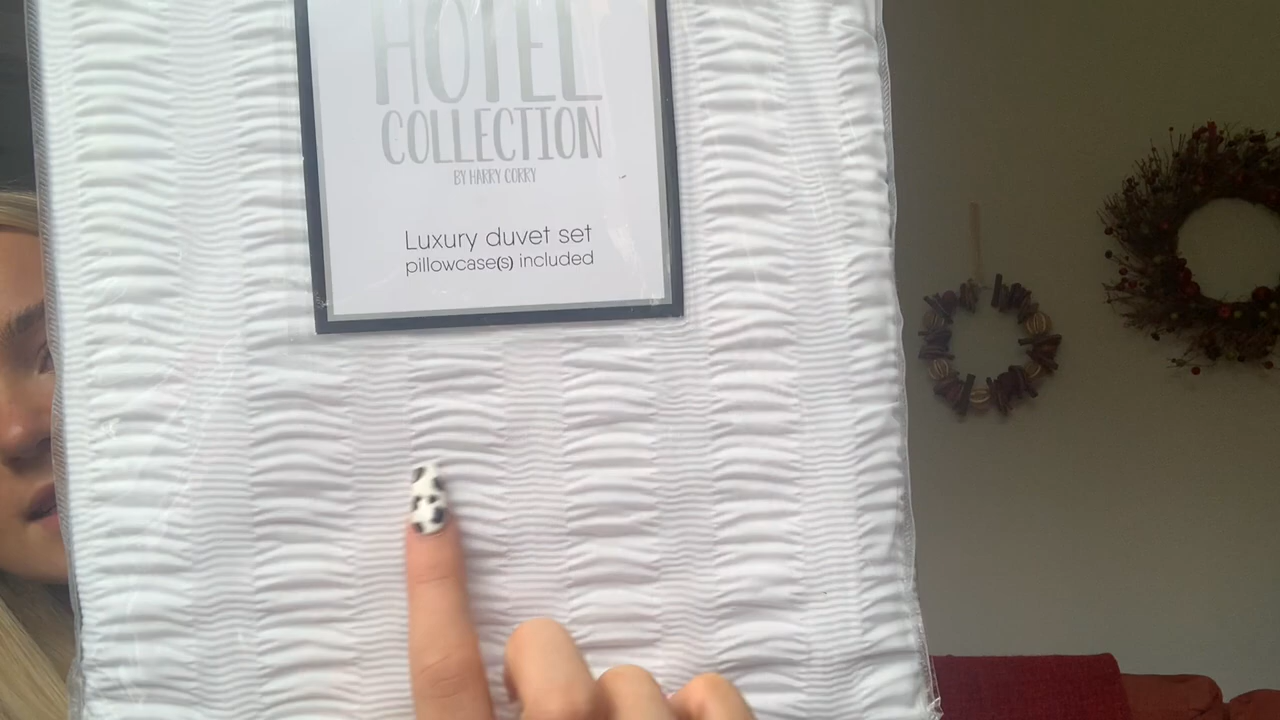 HOTEL
COLLECTION
BY HARRY CORRY
Luxury duvet set
pillowcase(s) included